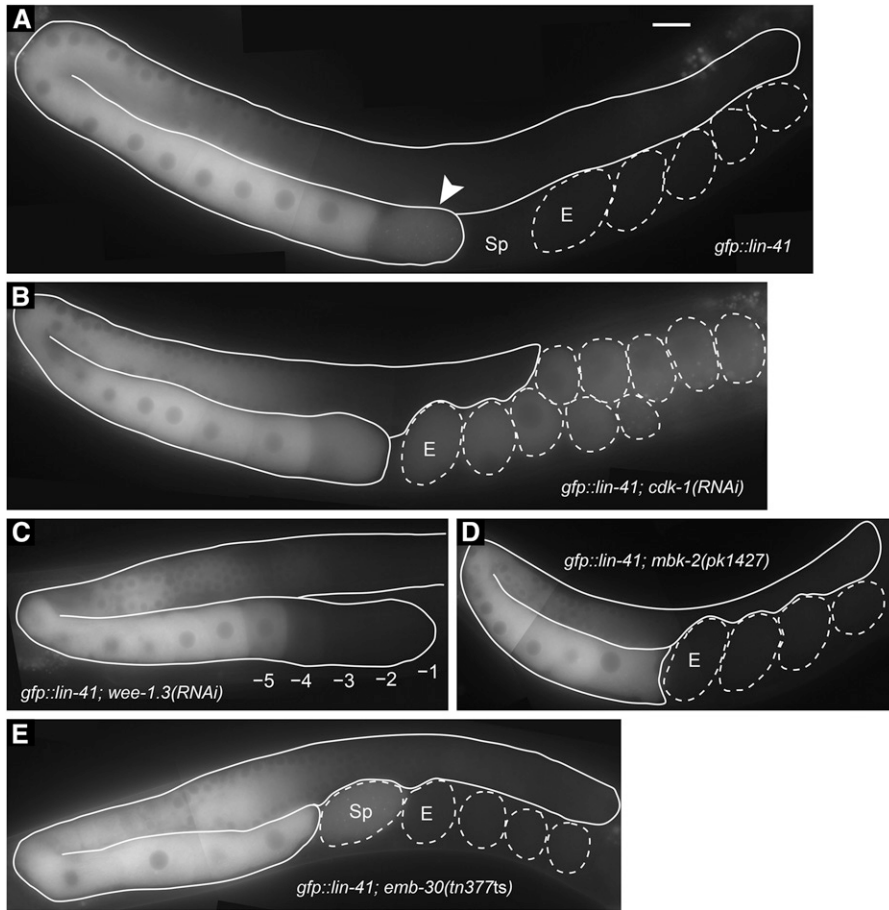 A
Sp
E
gfp::lin-41
B
E
gfp::lin-41; cdk-1(RNAi)
C
−5 −4 −3 −2 −1
gfp::lin-41; wee-1.3(RNAi)
D
gfp::lin-41; mbk-2(pk1427)
E
E
Sp
E
gfp::lin-41; emb-30(tn377ts)